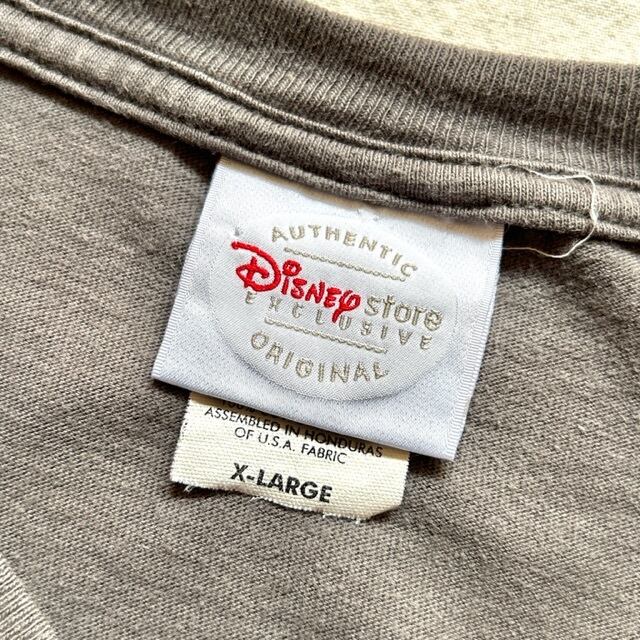 AUTHENTIC
Disney store
EXCLUSIVE
ORIGINAL
ASSEMBLED IN HONDURAS
OF U.S.A. FABRIC
X-LARGE